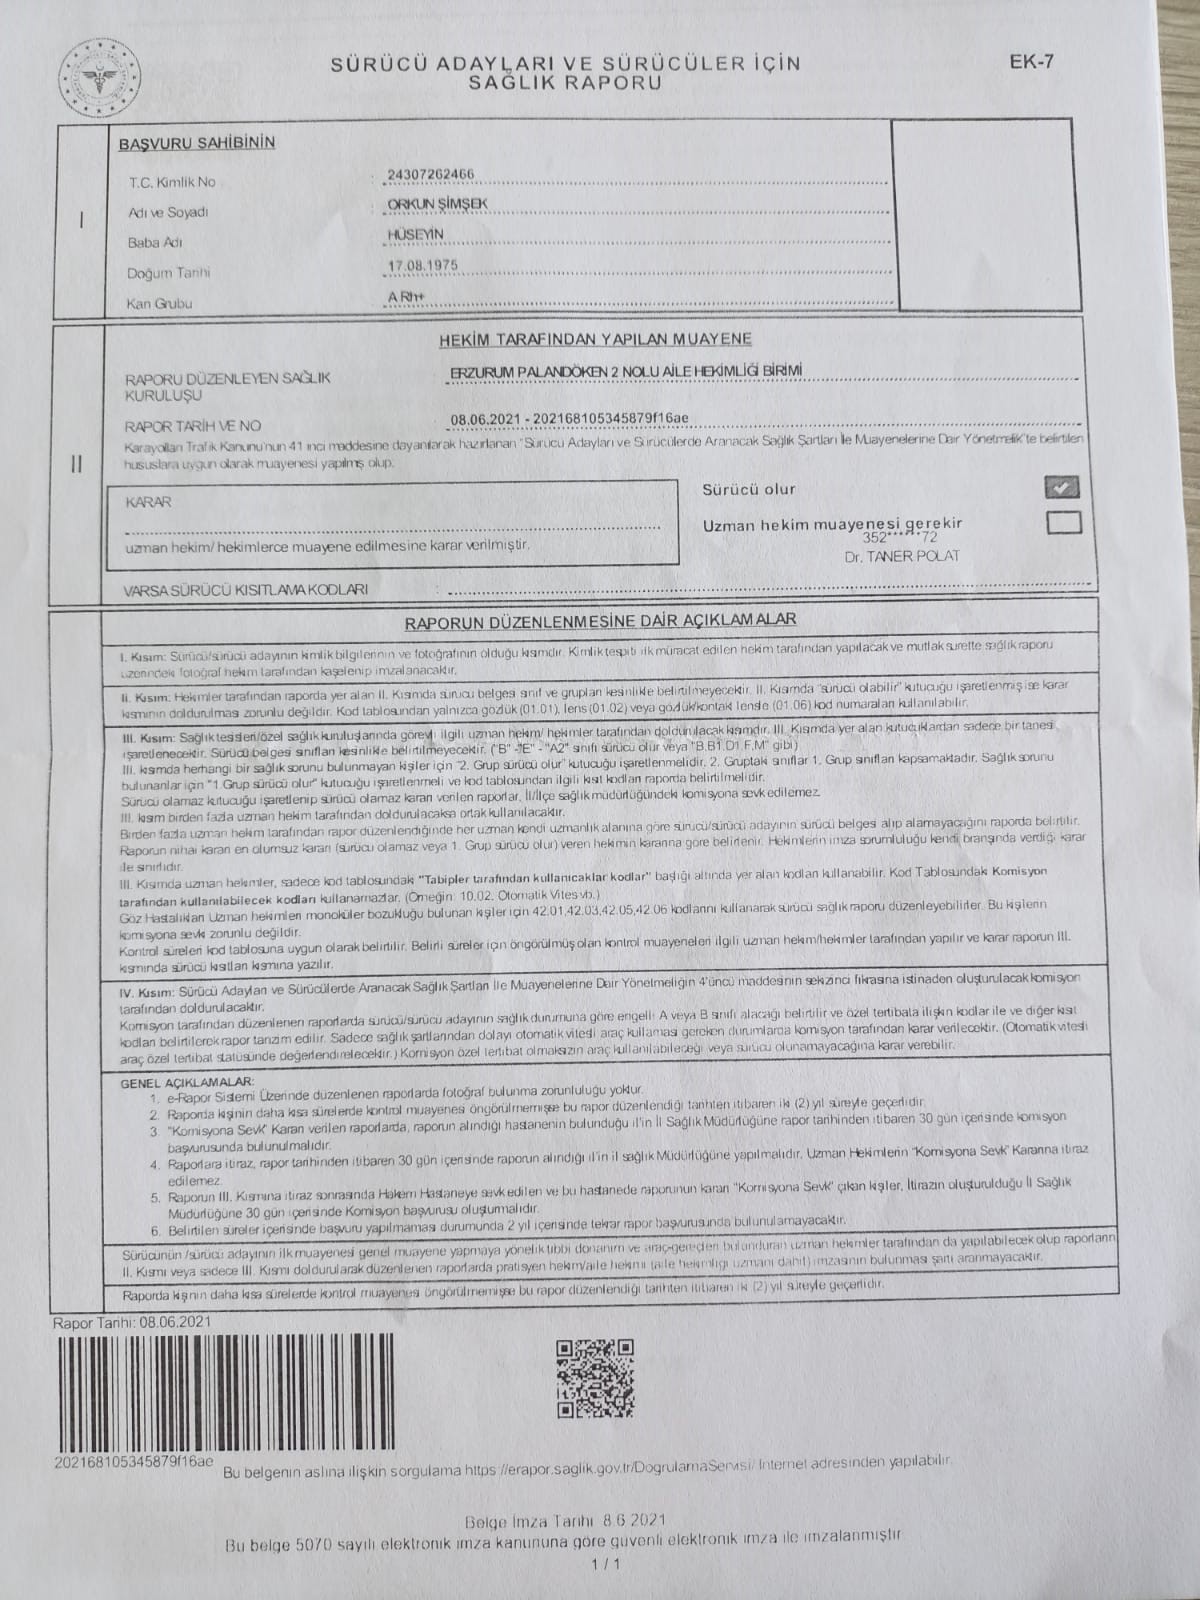 SÜRÜCÜ ADAYLARI VE SÜRÜCÜLER İÇİN
SAĞLIK RAPORU
EK-7
I
BAŞVURU SAHİBİNİN
T.C. Kimlik No : 24307262466
Adı ve Soyadı : ORKUN ŞİMŞEK
Baba Adı : HÜSEYİN
Doğum Tarihi : 17.08.1975
Kan Grubu : A Rh+
II
HEKİM TARAFINDAN YAPILAN MUAYENE
RAPORU DÜZENLEYEN SAĞLIK KURULUŞU : ERZURUM PALANDÖKEN 2 NOLU AİLE HEKİMLİĞİ BİRİMİ
RAPOR TARİH VE NO : 08.06.2021 - 202168105345879f16ae
Karayolları Trafik Kanunu'nun 41 inci maddesine dayanılarak hazırlanan "Sürücü Adayları ve Sürücülerde Aranacak Sağlık Şartları İle Muayenelerine Dair Yönetmelik'te belirtilen
hususlara uygun olarak muayenesi yapılmış olup;
KARAR
uzman hekim/ hekimlerce muayene edilmesine karar verilmiştir.
Sürücü olur
Uzman hekim muayenesi gerekir
352*****72
Dr. TANER POLAT
VARSA SÜRÜCÜ KISITLAMA KODLARI :
RAPORUN DÜZENLENMESİNE DAİR AÇIKLAMALAR
I. Kısım: Sürücü/sürücü adayının kimlik bilgilerinin ve fotoğrafının olduğu kısımdır. Kimlik tespiti ilk müracat edilen hekim tarafından yapılacak ve mutlak surette sağlık raporu
üzerindeki fotoğraf hekim tarafından kaşelenip imzalanacaktır.
II. Kısım: Hekimler tarafından raporda yer alan II. Kısımda sürücü belgesi sınıf ve grupları kesinlikle belirtilmeyecektir. II. Kısımda "sürücü olabilir" kutucuğu işaretlenmiş ise karar
kısmının doldurulması zorunlu değildir. Kod tablosundan yalnızca gözlük (01.01), lens (01.02) veya gözlük/kontak lensle (01.06) kod numaraları kullanılabilir.
III. Kısım: Sağlık tesisleri/özel sağlık kuruluşlarında görevli ilgili uzman hekim/ hekimler tarafından doldurulacak kısımdır. III. Kısımda yer alan kutucuklardan sadece bir tanesi
işaretlenecektir. Sürücü belgesi sınıfları kesinlikle belirtilmeyecektir. ("B" -"E" - "A2" sınıfı sürücü olur veya "B.B1.D1.F.M" gibi)
III. kısımda herhangi bir sağlık sorunu bulunmayan kişiler için "2. Grup sürücü olur" kutucuğu işaretlenmelidir. 2. Gruptaki sınıflar 1. Grup sınıfları kapsamaktadır. Sağlık sorunu
bulunanlar için "1.Grup sürücü olur" kutucuğu işaretlenmeli ve kod tablosundan ilgili kısıt kodları raporda belirtilmelidir.
Sürücü olamaz kutucuğu işaretlenip sürücü olamaz kararı verilen raporlar, İl/İlçe sağlık müdürlüğündeki komisyona sevk edilemez.
III. kısım birden fazla uzman hekim tarafından doldurulacaksa ortak kullanılacaktır.
Birden fazla uzman hekim tarafından rapor düzenlendiğinde her uzman kendi uzmanlık alanına göre sürücü/sürücü adayının sürücü belgesi alıp alamayacağını raporda belirtilir.
Raporun nihai kararı en olumsuz kararı (sürücü olamaz veya 1. Grup sürücü olur) veren hekimin kararına göre belirlenir. Hekimlerin imza sorumluluğu kendi branşında verdiği karar
ile sınırlıdır.
III. Kısımda uzman hekimler, sadece kod tablosundaki "Tabipler tarafından kullanıcaklar kodlar" başlığı altında yer alan kodları kullanabilir. Kod Tablosundaki Komisyon
tarafından kullanılabilecek kodları kullanamazlar. (Örneğin: 10.02. Otomatik Vites vb.)
Göz Hastalıkları Uzman hekimleri monoküler bozukluğu bulunan kişiler için 42.01,42.03,42.05,42.06 kodlarını kullanarak sürücü sağlık raporu düzenleyebilirler. Bu kişilerin
komisyona sevki zorunlu değildir.
Kontrol süreleri kod tablosuna uygun olarak belirtilir. Belirli süreler için öngörülmüş olan kontrol muayeneleri ilgili uzman hekim/hekimler tarafından yapılır ve karar raporun III.
kısmında sürücü kısıtları kısmına yazılır.
IV. Kısım: Sürücü Adayları ve Sürücülerde Aranacak Sağlık Şartları İle Muayenelerine Dair Yönetmeliğin 4'üncü maddesinin sekizinci fıkrasına istinaden oluşturulacak komisyon
tarafından doldurulacaktır.
Komisyon tarafından düzenlenen raporlarda sürücü/sürücü adayının sağlık durumuna göre engelli A veya B sınıfı alacağı belirtilir ve özel tertibata ilişkin kodlar ile ve diğer kısıt
kodları belirtilerek rapor tanzim edilir. Sadece sağlık şartlarından dolayı otomatik vitesli araç kullaması gereken durumlarda komisyon tarafından karar verilecektir. (Otomatik vitesli
araç özel tertibat statüsünde değerlendirelecektir.) Komisyon özel tertibat olmaksızın araç kullanılabileceği veya sürücü olunamayacağına karar verebilir.
GENEL AÇIKLAMALAR:
1. e-Rapor Sistemi Üzerinde düzenlenen raporlarda fotoğraf bulunma zorunluluğu yoktur.
2. Raporda kişinin daha kısa sürelerde kontrol muayenesi öngörülmemişse bu rapor düzenlendiği tarihten itibaren iki (2) yıl süreyle geçerlidir.
3. "Komisyona Sevk" Kararı verilen raporlarda, raporun alındığı hastanenin bulunduğu il'in İl Sağlık Müdürlüğüne rapor tarihinden itibaren 30 gün içerisinde komisyon
başvurusunda bulunulmalıdır.
4. Raporlara itiraz, rapor tarihinden itibaren 30 gün içerisinde raporun alındığı il'in il sağlık Müdürlüğüne yapılmalıdır. Uzman Hekimlerin "Komisyona Sevk" Kararına itiraz
edilemez.
5. Raporun III. Kısmına itiraz sonrasında Hakem Hastaneye sevk edilen ve bu hastanede raporunun kararı "Komisyona Sevk" çıkan kişiler, İtirazın oluşturulduğu İl Sağlık
Müdürlüğüne 30 gün içerisinde Komisyon başvurusu oluşturmalıdır.
6. Belirtilen süreler içerisinde başvuru yapılmaması durumunda 2 yıl içerisinde tekrar rapor başvurusunda bulunulamayacaktır.
Sürücünün /sürücü adayının ilk muayenesi genel muayene yapmaya yönelik tıbbi donanım ve araç-gereçleri bulunduran uzman hekimler tarafından da yapılabilecek olup raporların
II. Kısmı veya sadece III. Kısmı doldurularak düzenlenen raporlarda pratisyen hekim/aile hekimi (aile hekimliği uzmanı dahil) imzasının bulunması şartı aranmayacaktır.
Raporda kişinin daha kısa sürelerde kontrol muayenesi öngörülmemişse bu rapor düzenlendiği tarihten itibaren iki (2) yıl süreyle geçerlidir.
Rapor Tarihi: 08.06.2021
202168105345879f16ae
Bu belgenin aslına ilişkin sorgulama https://erapor.saglik.gov.tr/DogrulamaServisi/ İnternet adresinden yapılabilir.
Belge İmza Tarihi 8.6.2021
Bu belge 5070 sayılı elektronik imza kanununa göre güvenli elektronik imza ile imzalanmıştır
1 / 1